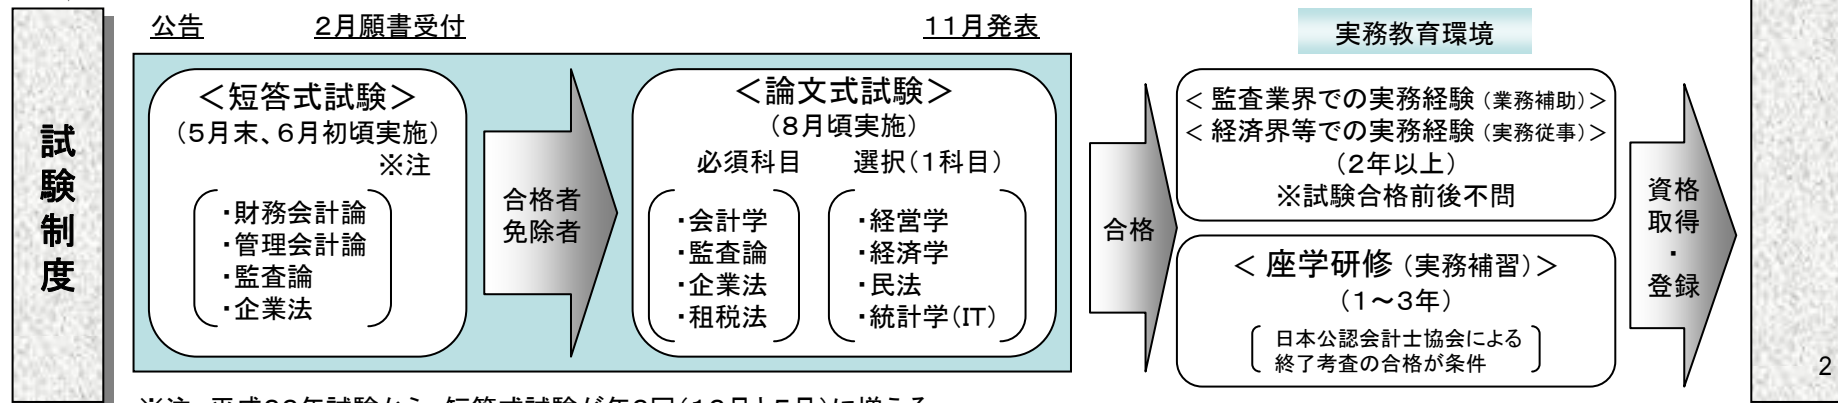 試験制度
公告
2月願書受付
11月発表
実務教育環境
＜短答式試験＞
（5月末、6月初頃実施）
※注
・財務会計論
・管理会計論
・監査論
・企業法
合格者
免除者
＜論文式試験＞
（8月頃実施）
必須科目
選択（1科目）
・会計学
・監査論
・企業法
・租税法
・経営学
・経済学
・民法
・統計学（IT）
合格
＜ 監査業界での実務経験 （業務補助）＞
＜ 経済界等での実務経験 （実務従事）＞
（2年以上）
※試験合格前後不問
＜ 座学研修 （実務補習）＞
（1～3年）
日本公認会計士協会による
終了考査の合格が条件
資格
取得
・
登録
2